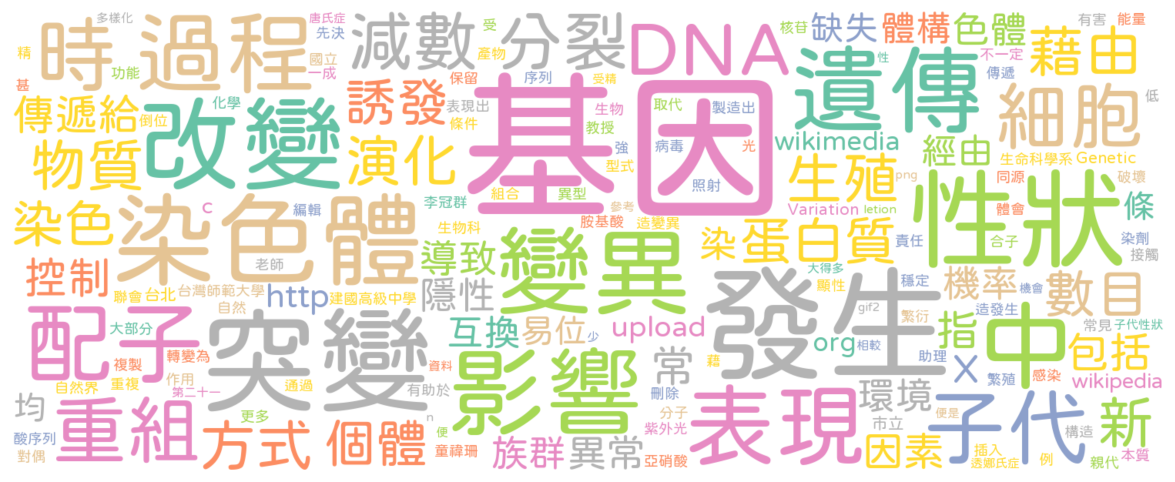 多樣化
唐氏症
先決
時過程
減數分裂
受
產物
DNA
缺失
體構
色體
有害
能量
不一定
藉由
精
功能
核苷
國立
一成
基
化學
誘發
保留
序列
受精
性
傳遞
遺傳
細胞
低
傳遞給
倒位
改變
表現出
條件
基因
生物
教授
取代
製造出
強
病毒
光
wikimedia
經由
生命科學系
Genetic
物質
演化
型式
照射
生殖
png
同源
破壞
組合
異型
c
編輯
李冠群
參考
胺基酸
造變異
Variation
letion
體會
性狀
條
染色
染色體
生物科
變異
染
蛋白質
責任
合子
染劑
接觸
老師
導致
控制
聯會
台北
台灣師範大學
自然
http
建國高級中學
隱性
大得多
顯性
穩定
機率
機會
數目
造發生
配子
大部分
突變
互換
易位
少
upload
發生
gif2
繁衍
org
相較
指
中
常見
子代性狀
包括
複製
轉變為
影響
資料
常
藉
助理
x
繁殖
感染
wikipedia
自然界
重複
作用
第二十一
通過
有助於
刪除
表現
環境
子代
均
重組
更多
n
便
分子
紫外光
市立
便是
構造
新
酸序列
對偶
方式
個體
童禕珊
族群
異常
亞硝酸
因素
插入
透娜氏症
例
親代
本質